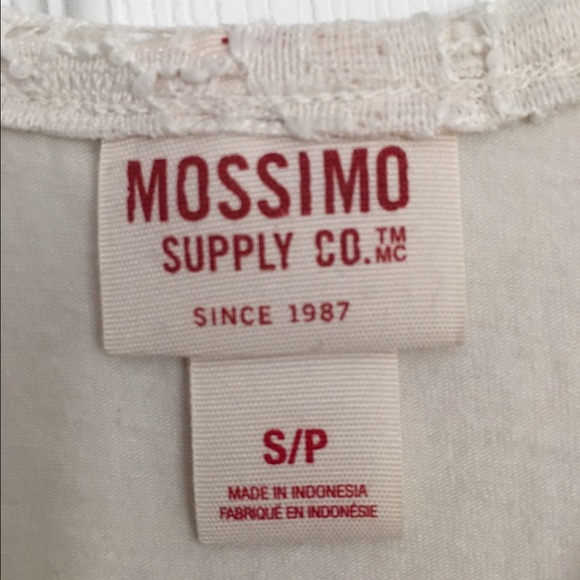 MOSSIMO
SUPPLY CO.™ MC
SINCE 1987
S/P
MADE IN INDONESIA
FABRIQUÉ EN INDONÉSIE